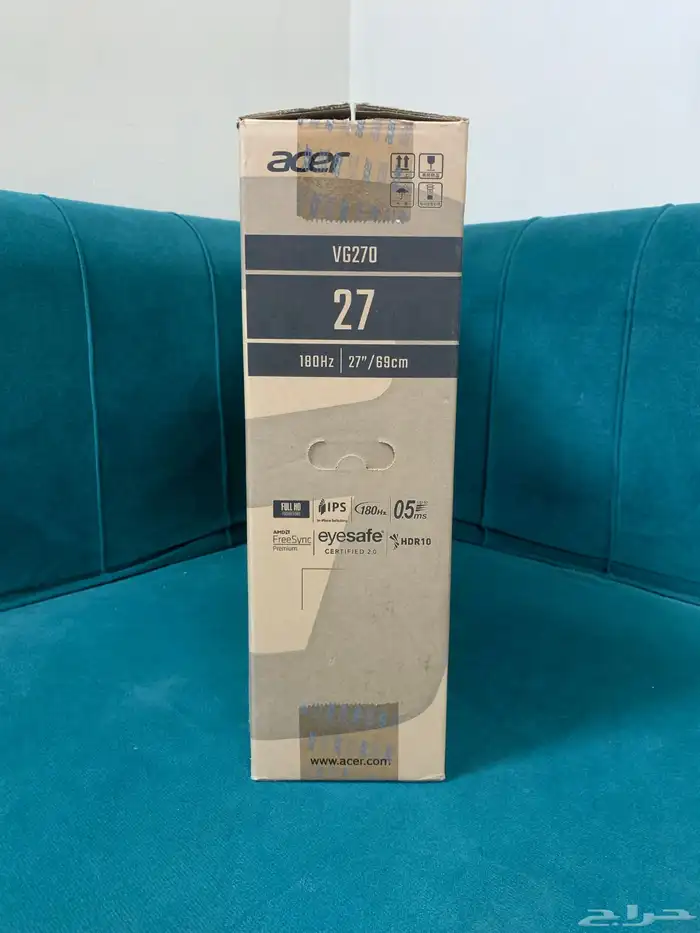 acer
VG270
27
180Hz | 27"/69cm
FULL HD
IPS
180Hz
0.5ms
AMD
FreeSync
Premium
eyesafe®
CERTIFIED 2.0
HDR10
www.acer.com
حراج